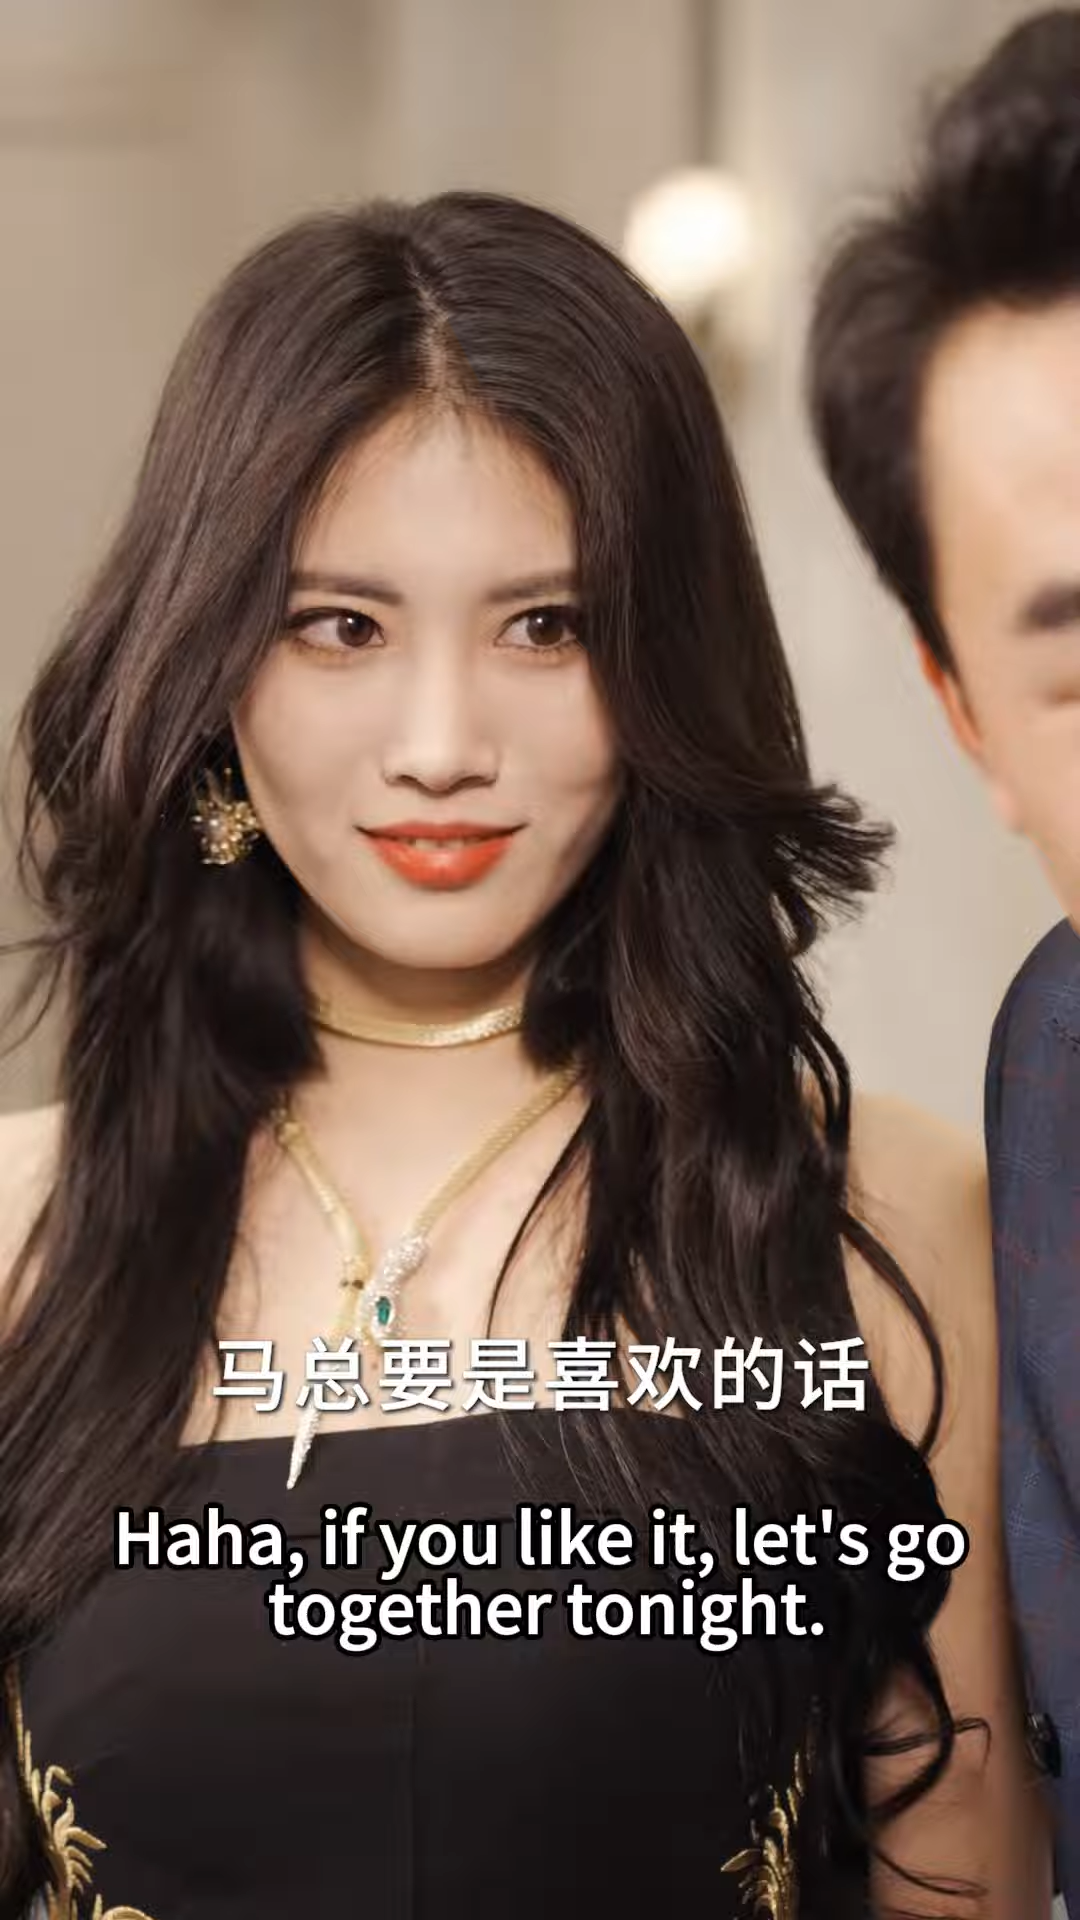 马总要是喜欢的话
Haha, if you like it, let's go
together tonight.